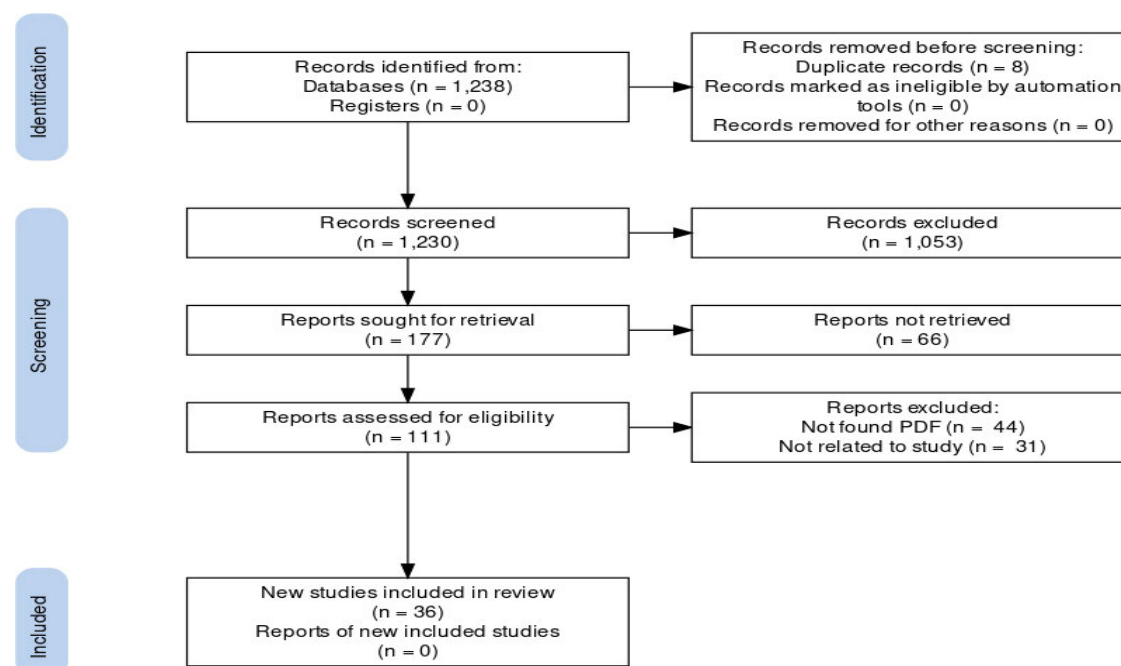 Identification
Records identified from:
Databases (n = 1,238)
Registers (n = 0)
Records removed before screening:
Duplicate records (n = 8)
Records marked as ineligible by automation
tools (n = 0)
Records removed for other reasons (n = 0)
Screening
Records screened
(n = 1,230)
Records excluded
(n = 1,053)
Reports sought for retrieval
(n = 177)
Reports not retrieved
(n = 66)
Reports assessed for eligibility
(n = 111)
Reports excluded:
Not found PDF (n = 44)
Not related to study (n = 31)
Included
New studies included in review
(n = 36)
Reports of new included studies
(n = 0)